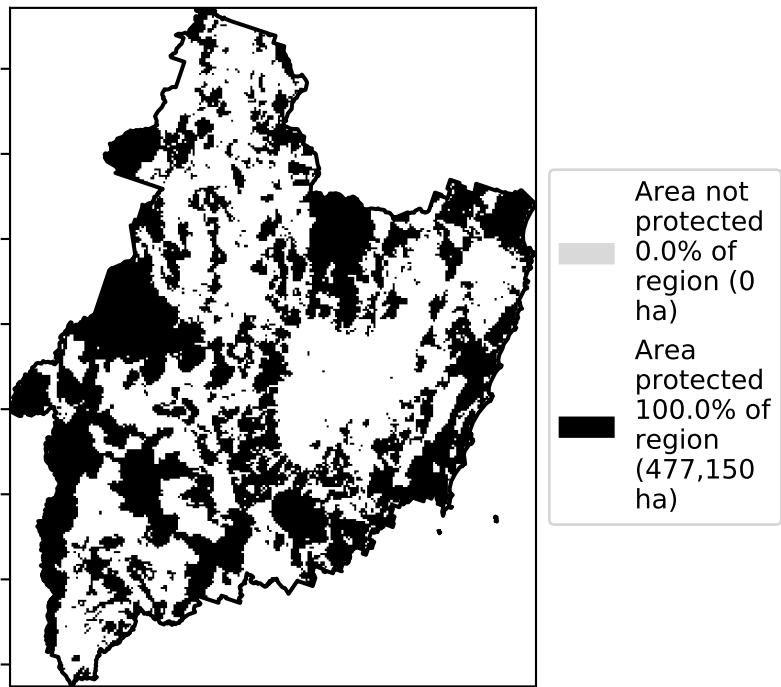 Area not
protected
0.0% of
region (0
ha)
Area
protected
100.0% of
region
(477,150
ha)